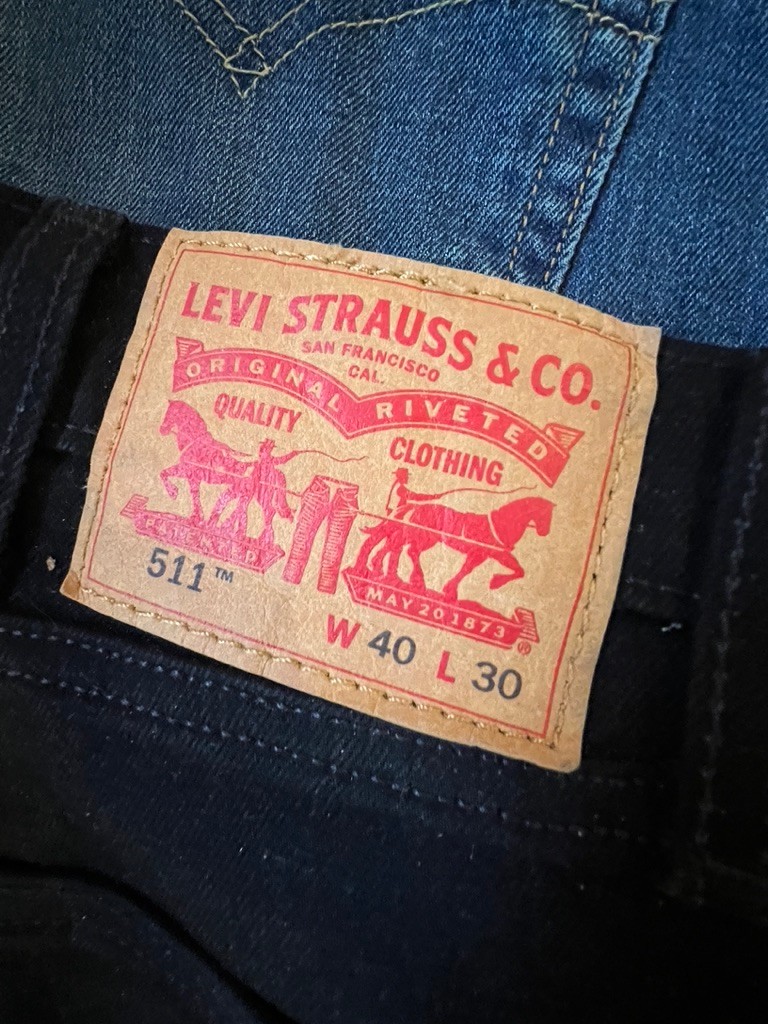 LEVI STRAUSS & CO.
SAN FRANCISCO
CAL.
ORIGINAL RIVETED
QUALITY CLOTHING
PATENTED
MAY 20 1873
®
511™
W 40 L 30